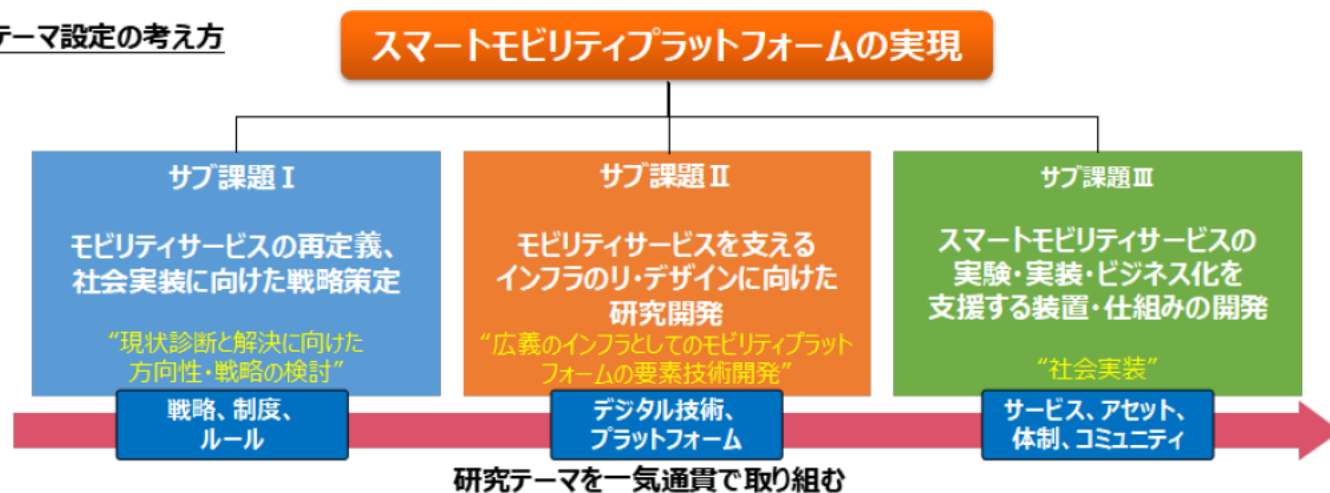 テーマ設定の考え方
スマートモビリティプラットフォームの実現
サブ課題Ⅰ
モビリティサービスの再定義、
社会実装に向けた戦略策定
“現状診断と解決に向けた
方向性・戦略の検討”
戦略、制度、
ルール
サブ課題Ⅱ
モビリティサービスを支える
インフラのリ・デザインに向けた
研究開発
“広義のインフラとしてのモビリティプラット
フォームの要素技術開発”
デジタル技術、
プラットフォーム
サブ課題Ⅲ
スマートモビリティサービスの
実験・実装・ビジネス化を
支援する装置・仕組みの開発
“社会実装”
サービス、アセット、
体制、コミュニティ
研究テーマを一気通貫で取り組む